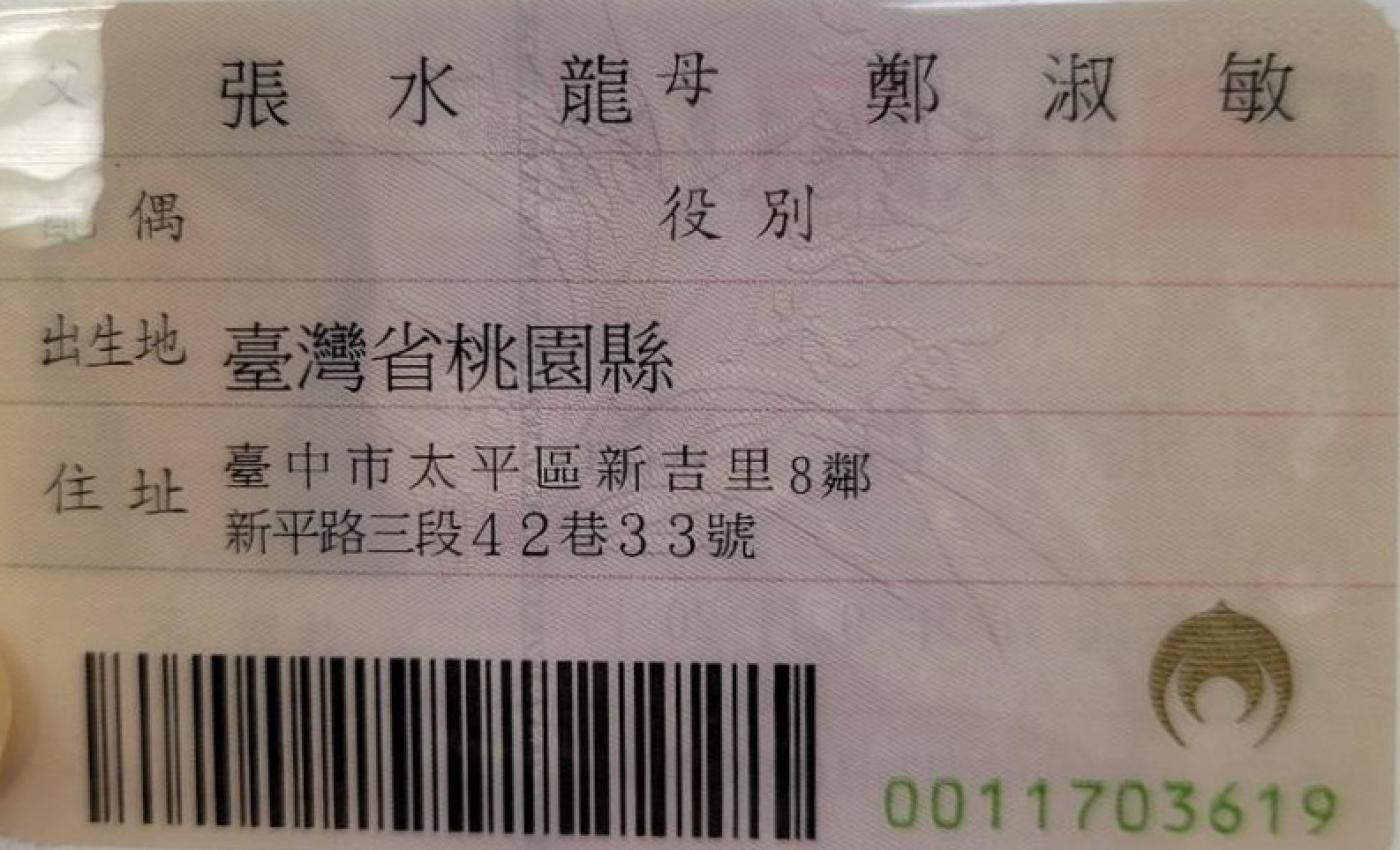 父 張水龍 母 鄭淑敏
配偶 役別
出生地 臺灣省桃園縣
住址 臺中市太平區新吉里8鄰
新平路三段42巷33號
0011703619